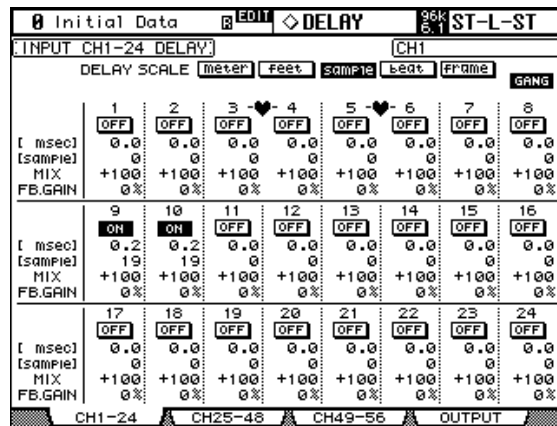 0 Initial Data EDIT ◇DELAY 96k 6.1 ST-L-ST
INPUT CH1-24 DELAY CH1
DELAY SCALE meter feet sample beat frame
GANG
1 2 3 -♥- 4 5 -♥- 6 7 8
OFF OFF OFF OFF OFF OFF OFF OFF
[ msec] 0.0 0.0 0.0 0.0 0.0 0.0 0.0 0.0
[sample] 0 0 0 0 0 0 0 0
MIX +100 +100 +100 +100 +100 +100 +100 +100
FB.GAIN 0% 0% 0% 0% 0% 0% 0% 0%
9 10 11 12 13 14 15 16
ON ON OFF OFF OFF OFF OFF OFF
[ msec] 0.2 0.2 0.0 0.0 0.0 0.0 0.0 0.0
[sample] 19 19 0 0 0 0 0 0
MIX +100 +100 +100 +100 +100 +100 +100 +100
FB.GAIN 0% 0% 0% 0% 0% 0% 0% 0%
17 18 19 20 21 22 23 24
OFF OFF OFF OFF OFF OFF OFF OFF
[ msec] 0.0 0.0 0.0 0.0 0.0 0.0 0.0 0.0
[sample] 0 0 0 0 0 0 0 0
MIX +100 +100 +100 +100 +100 +100 +100 +100
FB.GAIN 0% 0% 0% 0% 0% 0% 0% 0%
CH1-24 CH25-48 CH49-56 OUTPUT